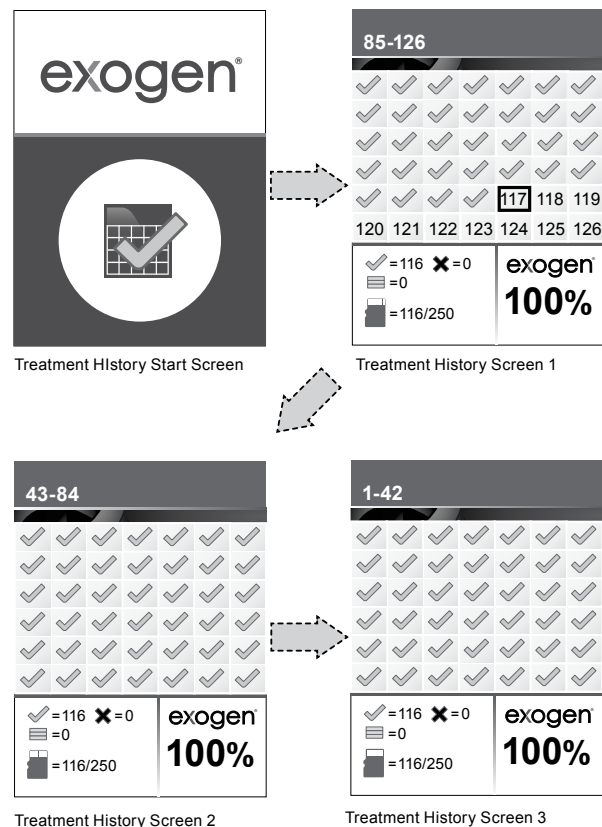 exogen®
Treatment HIstory Start Screen
85-126
117 118 119
120 121 122 123 124 125 126
=116 =0
=0
=116/250
exogen®
100%
Treatment History Screen 1
43-84
=116 =0
=0
=116/250
exogen®
100%
Treatment History Screen 2
1-42
=116 =0
=0
=116/250
exogen®
100%
Treatment History Screen 3